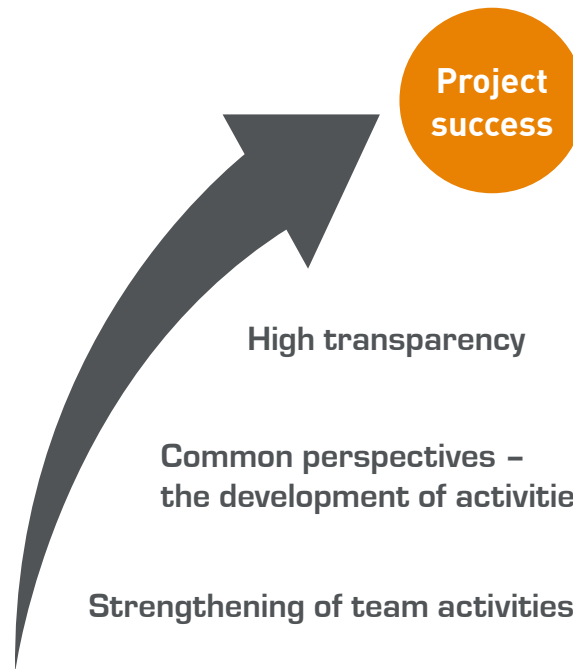 Project
success
High transparency
Common perspectives –
the development of activitie
Strengthening of team activities